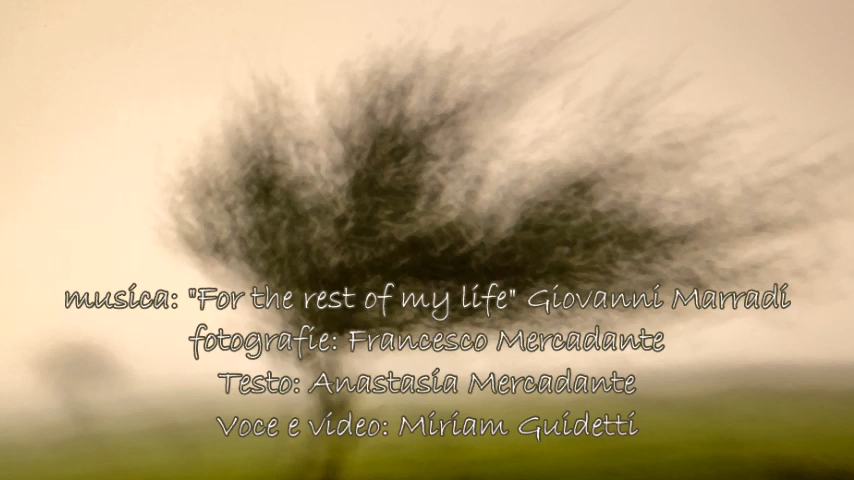 musica: "For the rest of my life" Giovanni Marradi
fotografie: Francesco Mercadante
Testo: Anastasia Mercadante
Voce e video: Miriam Guidetti